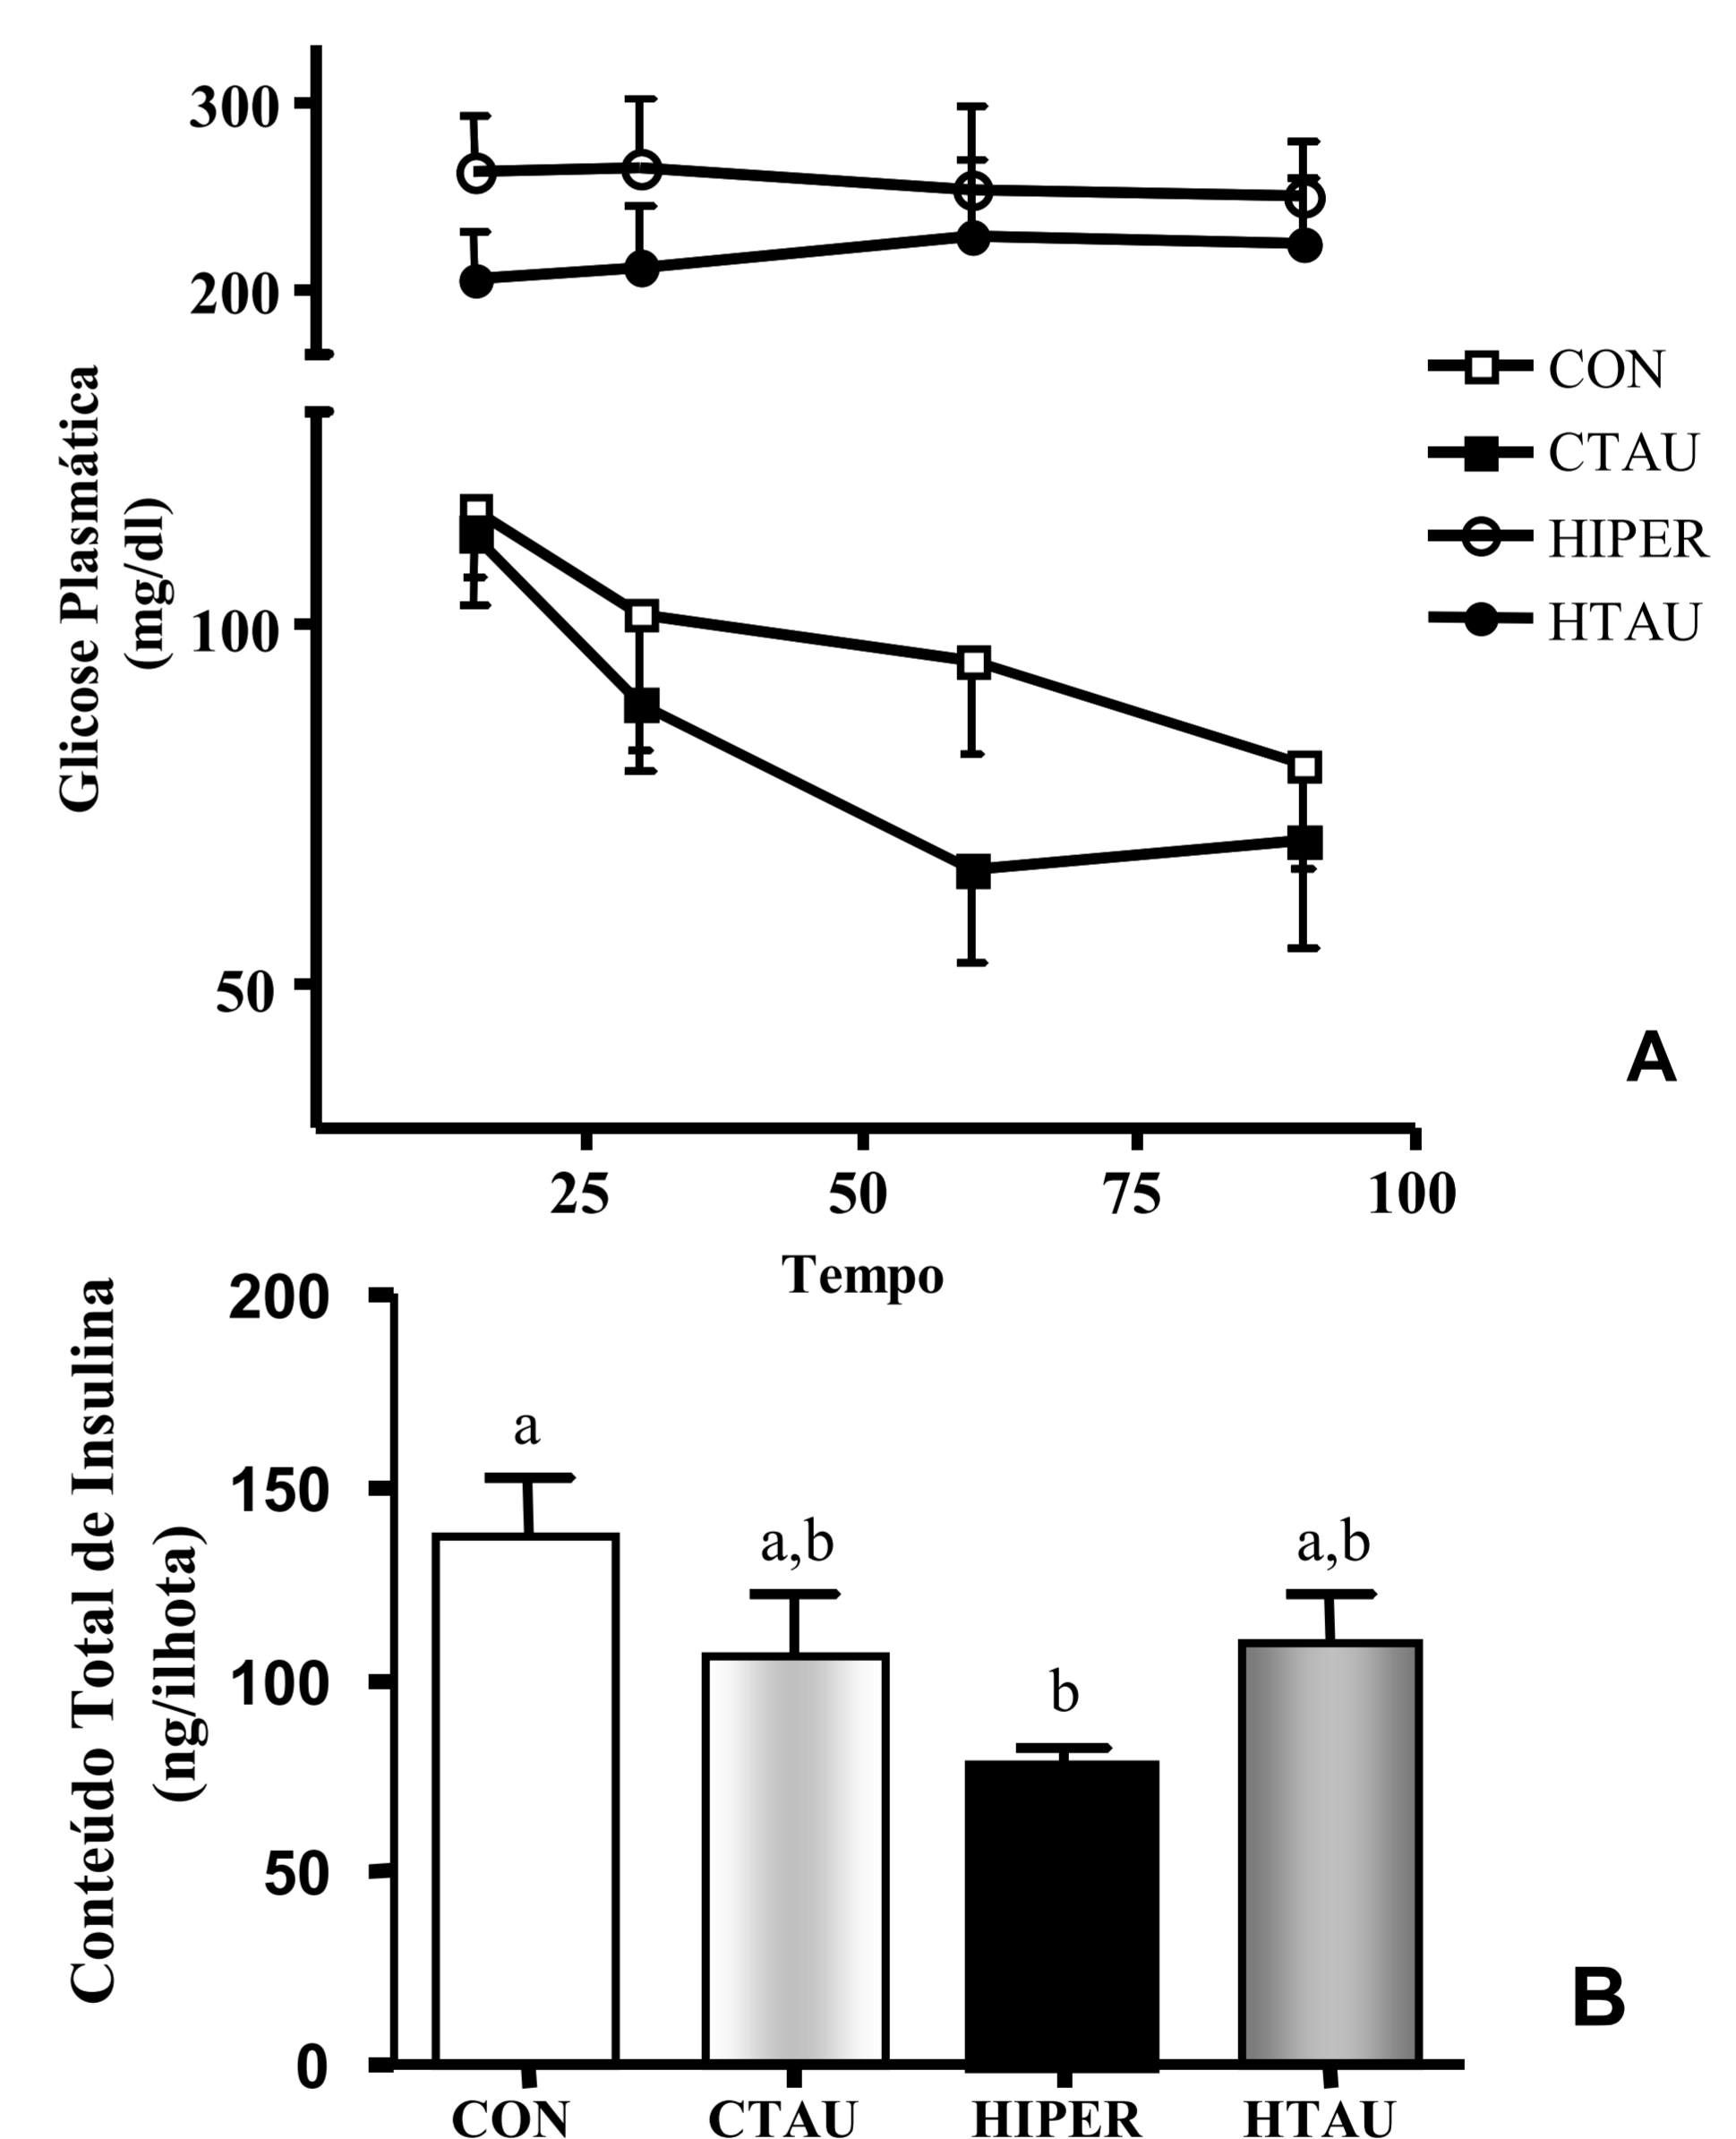 300
200
Glicose Plasmática
(mg/dl)
100
50
CON
CTAU
HIPER
HTAU
A
25 50 75 100
Tempo
Conteúdo Total de Insulina
(ng/ilhota)
200
150
100
50
0
a
a,b
b
a,b
B
CON CTAU HIPER HTAU